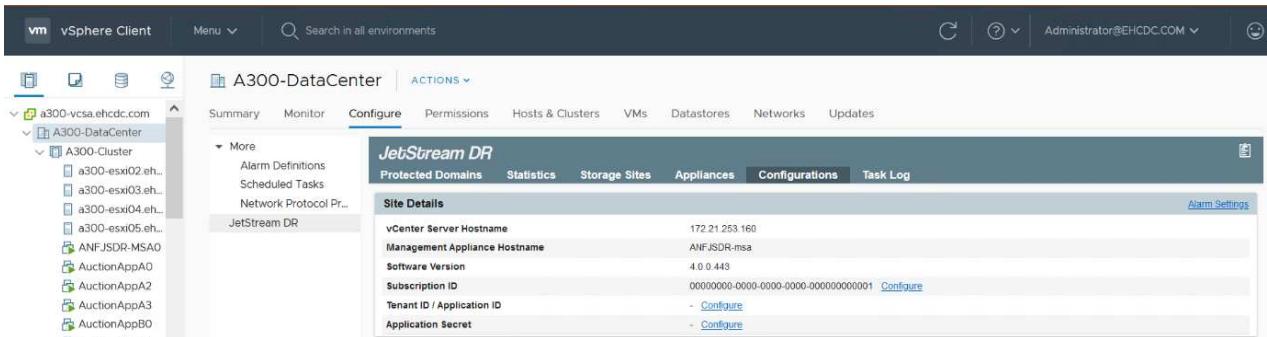 vm vSphere Client Menu Search in all environments Administrator@EHCDC.COM
A300-DataCenter ACTIONS
a300-vcsa.ehcdc.com
A300-DataCenter
A300-Cluster
a300-esxi02.eh...
a300-esxi03.eh...
a300-esxi04.eh...
a300-esxi05.eh...
ANFJSDR-MSA0
AuctionAppA0
AuctionAppA2
AuctionAppA3
AuctionAppB0
Summary Monitor Configure Permissions Hosts & Clusters VMs Datastores Networks Updates
More
Alarm Definitions
Scheduled Tasks
Network Protocol Pr...
JetStream DR
JetStream DR
Protected Domains Statistics Storage Sites Appliances Configurations Task Log
Site Details Alarm Settings
vCenter Server Hostname 172.21.253.160
Management Appliance Hostname ANFJSDR-msa
Software Version 4.0.0.443
Subscription ID 00000000-0000-0000-0000-000000000001 Configure
Tenant ID / Application ID - Configure
Application Secret - Configure